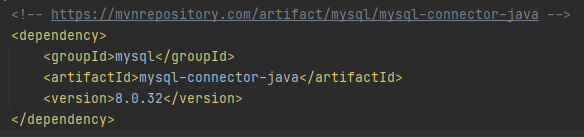 <!-- https://mvnrepository.com/artifact/mysql/mysql-connector-java -->
<dependency>
    <groupId>mysql</groupId>
    <artifactId>mysql-connector-java</artifactId>
    <version>8.0.32</version>
</dependency>